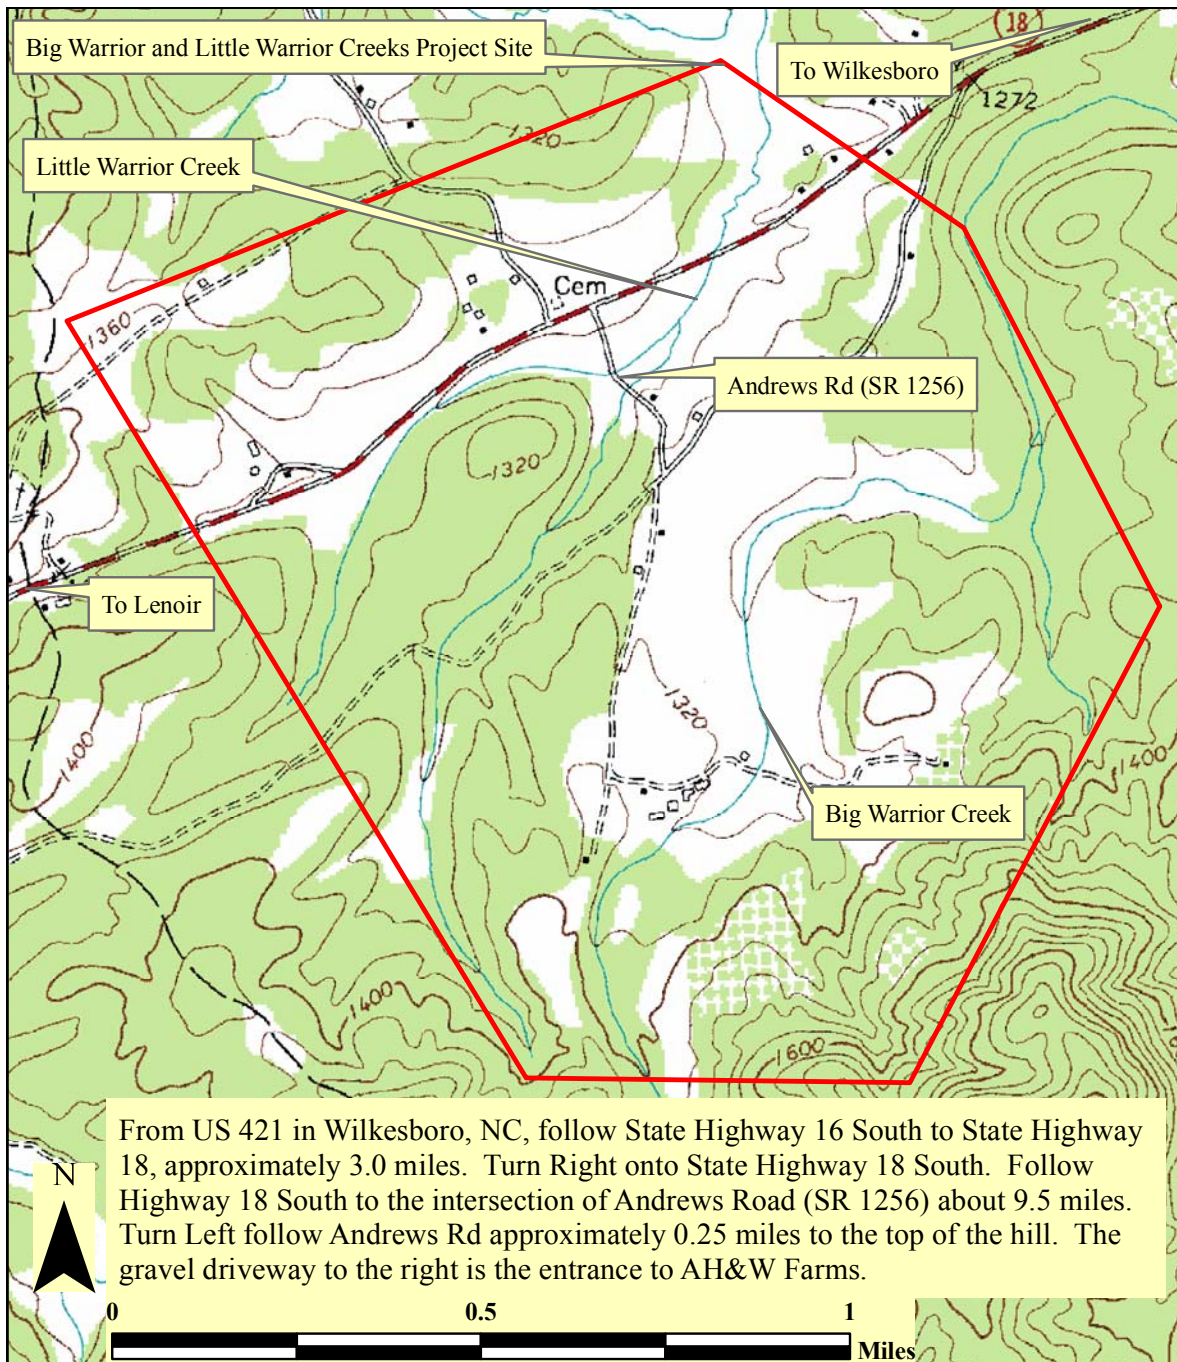 Big Warrior and Little Warrior Creeks Project Site
18
To Wilkesboro
1272
1320
Little Warrior Creek
Cem
1360
Andrews Rd (SR 1256)
1320
To Lenoir
1320
1400
1400
Big Warrior Creek
1400
1600
From US 421 in Wilkesboro, NC, follow State Highway 16 South to State Highway
18, approximately 3.0 miles. Turn Right onto State Highway 18 South. Follow
Highway 18 South to the intersection of Andrews Road (SR 1256) about 9.5 miles.
Turn Left follow Andrews Rd approximately 0.25 miles to the top of the hill. The
gravel driveway to the right is the entrance to AH&W Farms.
N
0 0.5 1
Miles